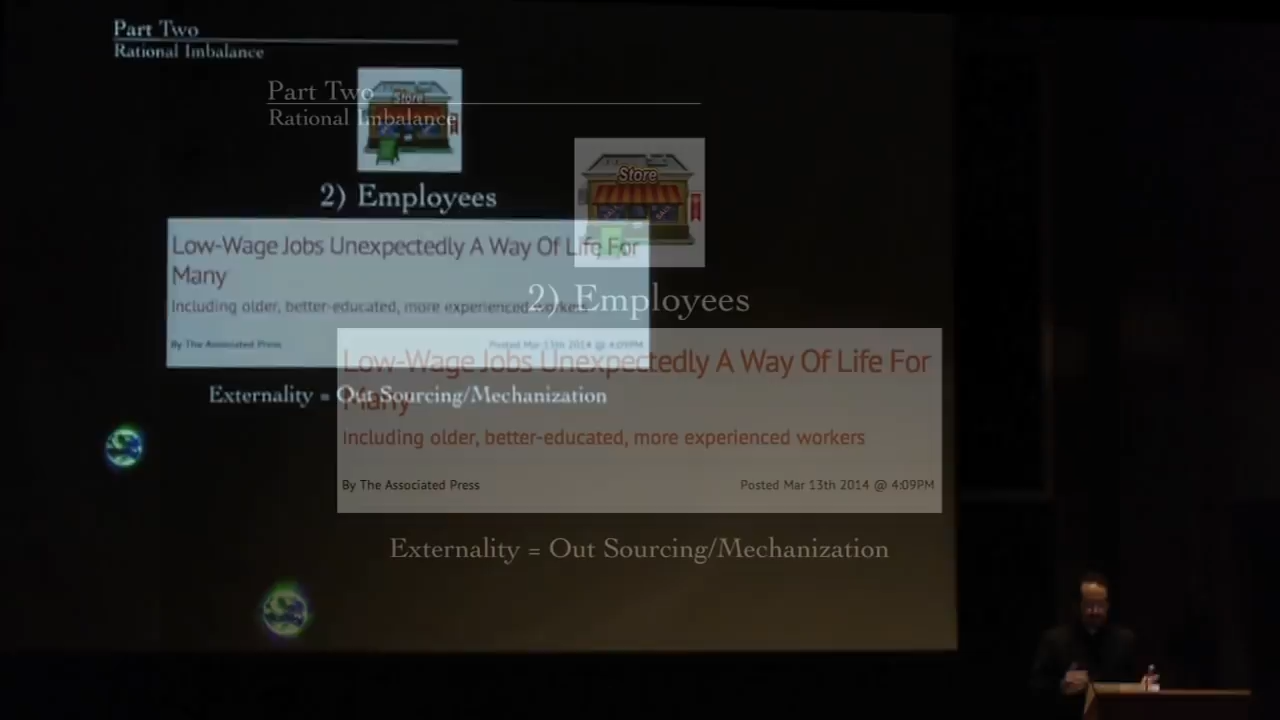 Part Two
Rational Imbalance
Store
2) Employees
Low-Wage Jobs Unexpectedly A Way Of Life For
Many
Including older, better-educated, more experienced workers
By The Associated Press
Posted Mar 13th 2014 @ 4:09PM
Externality = Out Sourcing/Mechanization
Part Two
Rational Imbalance
Store
2) Employees
Low-Wage Jobs Unexpectedly A Way Of Life For
Many
Including older, better-educated, more experienced workers
By The Associated Press
Posted Mar 13th 2014 @ 4:09PM
Externality = Out Sourcing/Mechanization